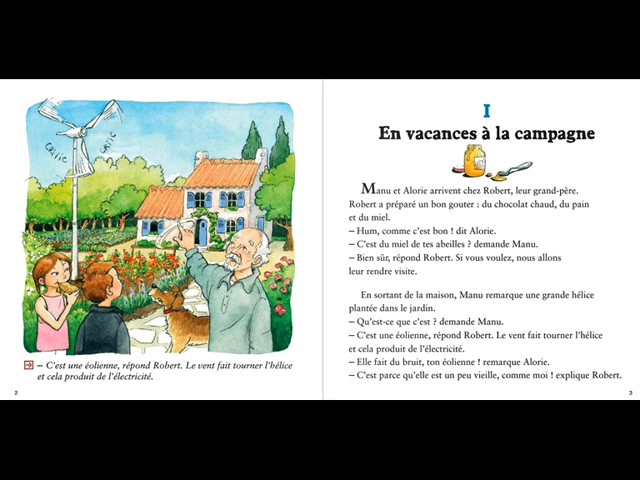 CRIIC
CRIIC
– C'est une éolienne, répond Robert. Le vent fait tourner l'hélice
et cela produit de l'électricité.
2
I
En vacances à la campagne
Manu et Alorie arrivent chez Robert, leur grand-père.
Robert a préparé un bon gouter : du chocolat chaud, du pain
et du miel.
– Hum, comme c'est bon ! dit Alorie.
– C'est du miel de tes abeilles ? demande Manu.
– Bien sûr, répond Robert. Si vous voulez, nous allons
leur rendre visite.
En sortant de la maison, Manu remarque une grande hélice
plantée dans le jardin.
– Qu'est-ce que c'est ? demande Manu.
– C'est une éolienne, répond Robert. Le vent fait tourner l'hélice
et cela produit de l'électricité.
– Elle fait du bruit, ton éolienne ! remarque Alorie.
– C'est parce qu'elle est un peu vieille, comme moi ! explique Robert.
3